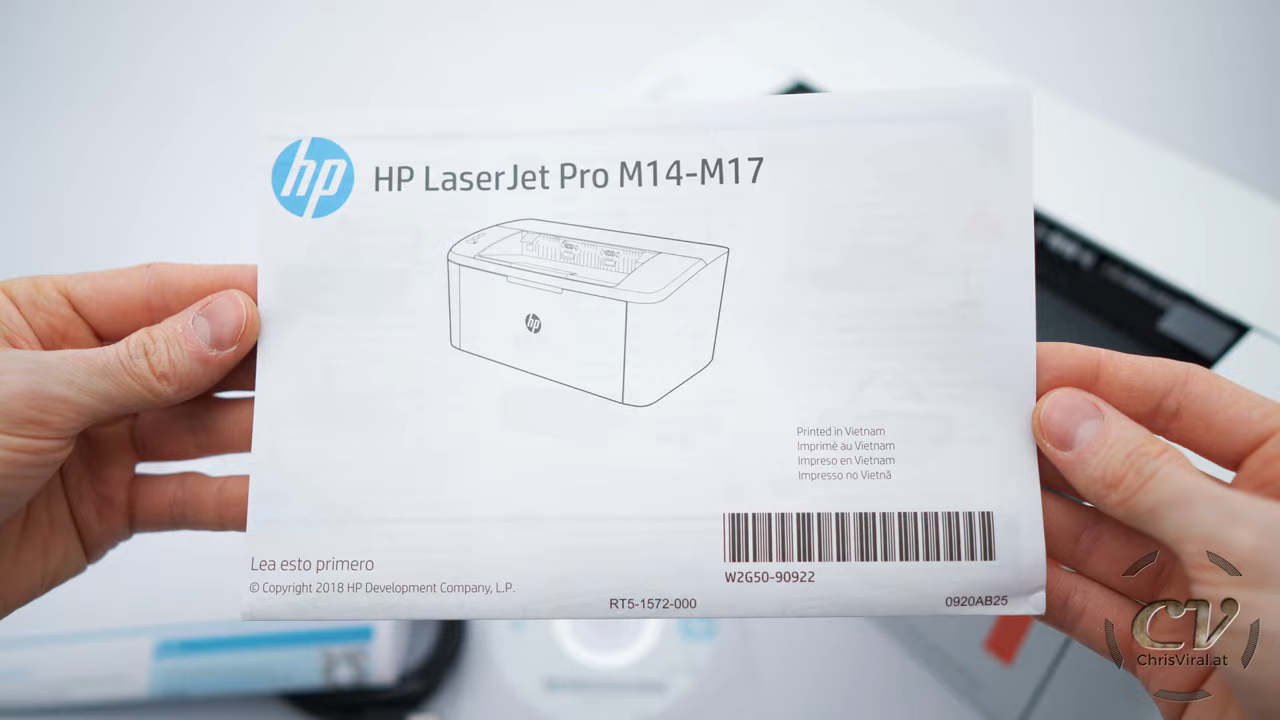 hp
HP LaserJet Pro M14-M17
hp
Printed in Vietnam
Imprimé au Vietnam
Impreso en Vietnam
Impresso no Vietnã
W2G50-90922
Lea esto primero
© Copyright 2018 HP Development Company, L.P.
RT5-1572-000
0920AB25
CV
ChrisViral.at